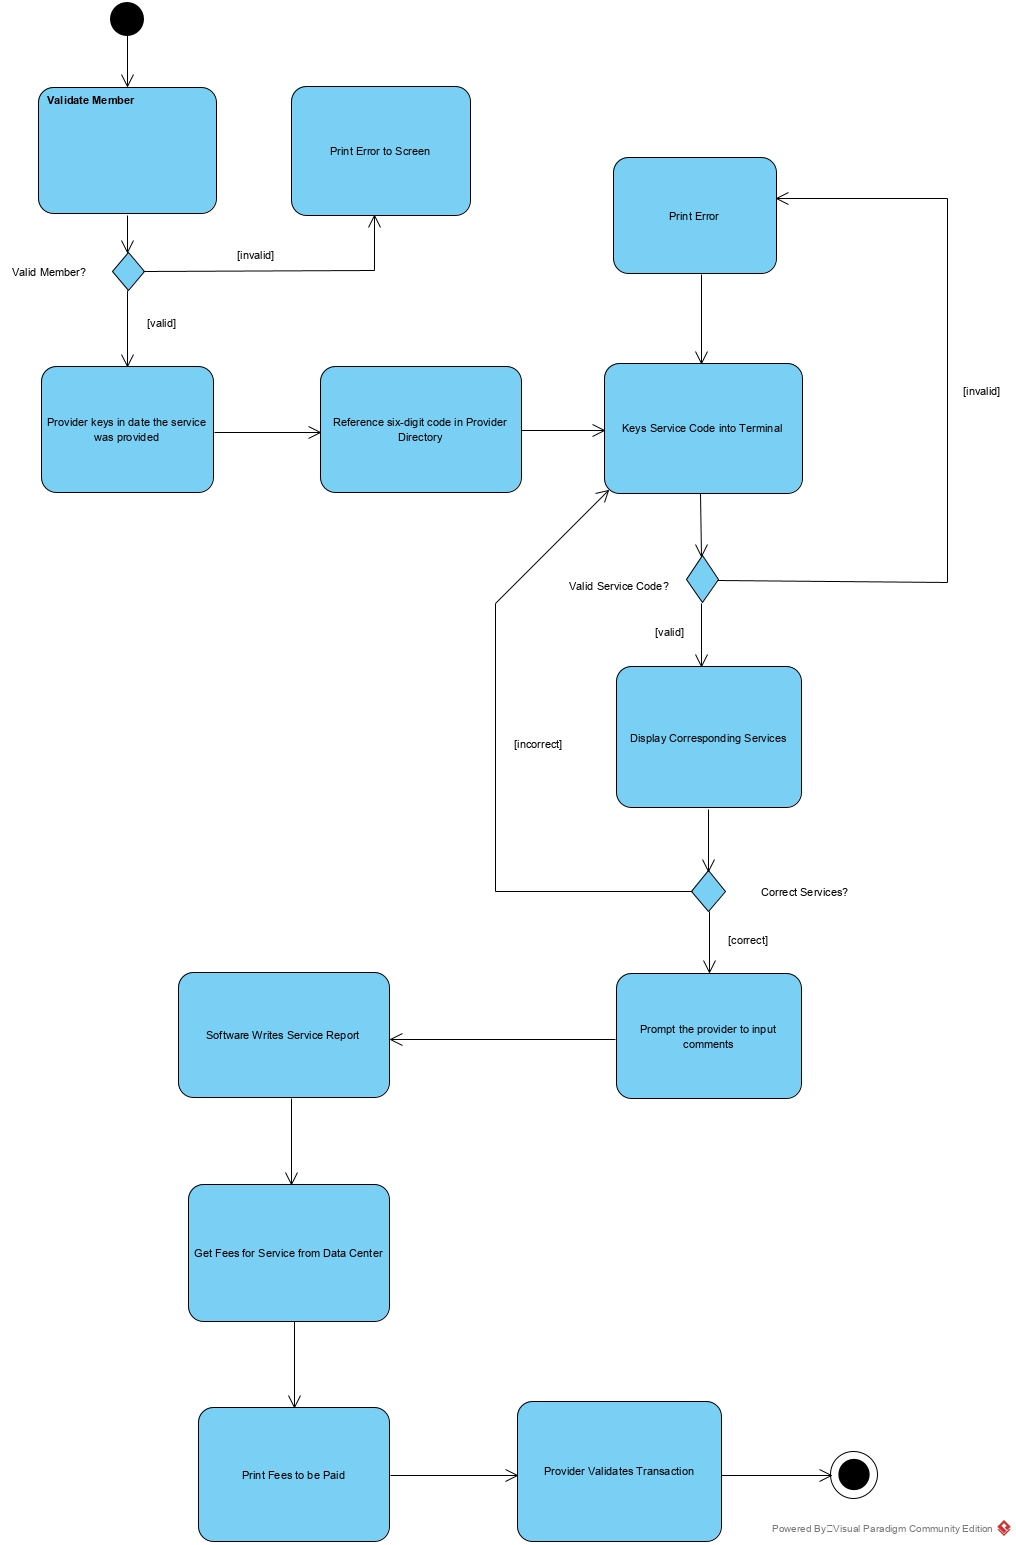 Validate Member
Print Error to Screen
Print Error
[invalid]
Valid Member?
[valid]
[invalid]
Provider keys in date the service
was provided
Reference six-digit code in Provider
Directory
Keys Service Code into Terminal
Valid Service Code?
[valid]
Display Corresponding Services
[incorrect]
Correct Services?
[correct]
Prompt the provider to input
comments
Software Writes Service Report
Get Fees for Service from Data Center
Print Fees to be Paid
Provider Validates Transaction
Powered By Visual Paradigm Community Edition